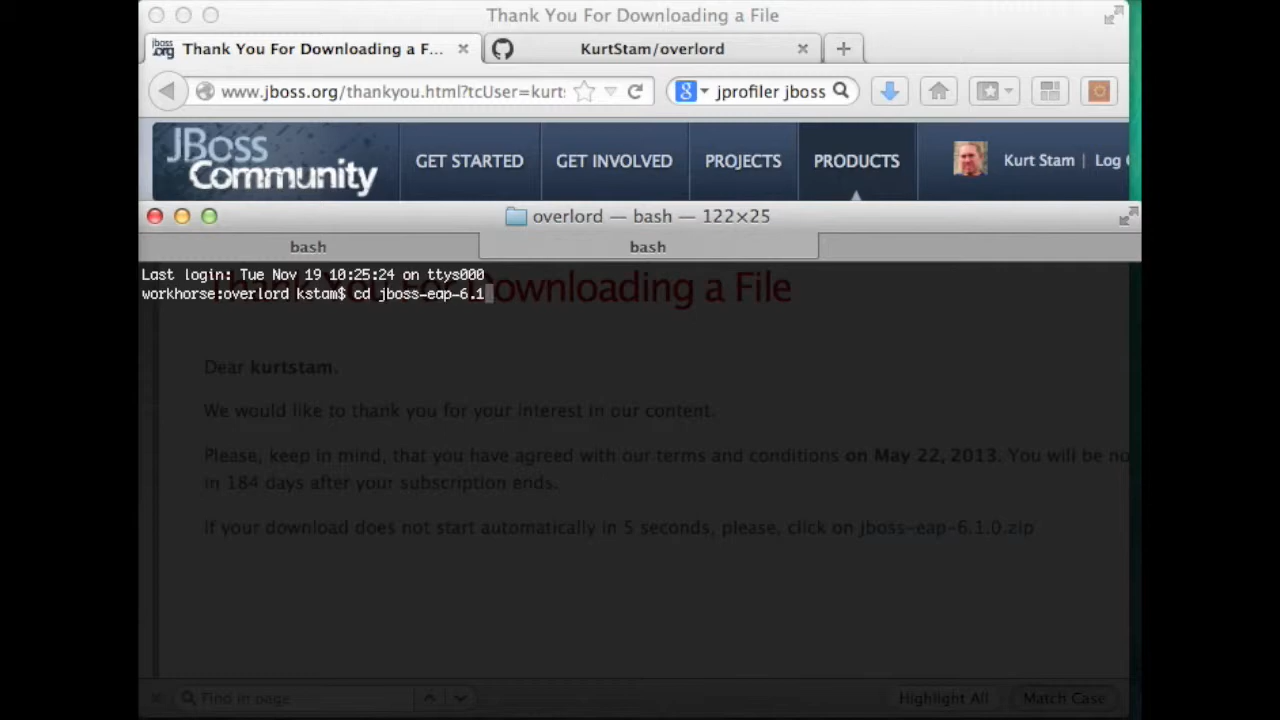 Thank You For Downloading a File
Thank You For Downloading a F...
KurtStam/overlord
www.jboss.org/thankyou.html?tcUser=kurt:
jprofiler jboss
JBoss
Community
GET STARTED
GET INVOLVED
PROJECTS
PRODUCTS
Kurt Stam | Log
overlord — bash — 122×25
bash
bash
Last login: Tue Nov 19 10:25:24 on ttys000
workhorse:overlord kstam$ cd jboss-eap-6.1
Thank You For Downloading a File
Dear kurtstam.
We would like to thank you for your interest in our content.
Please, keep in mind, that you have agreed with our terms and conditions on May 22, 2013. You will be no
in 184 days after your subscription ends.
If your download does not start automatically in 5 seconds, please, click on jboss-eap-6.1.0.zip
Find in page
Highlight All
Match Case